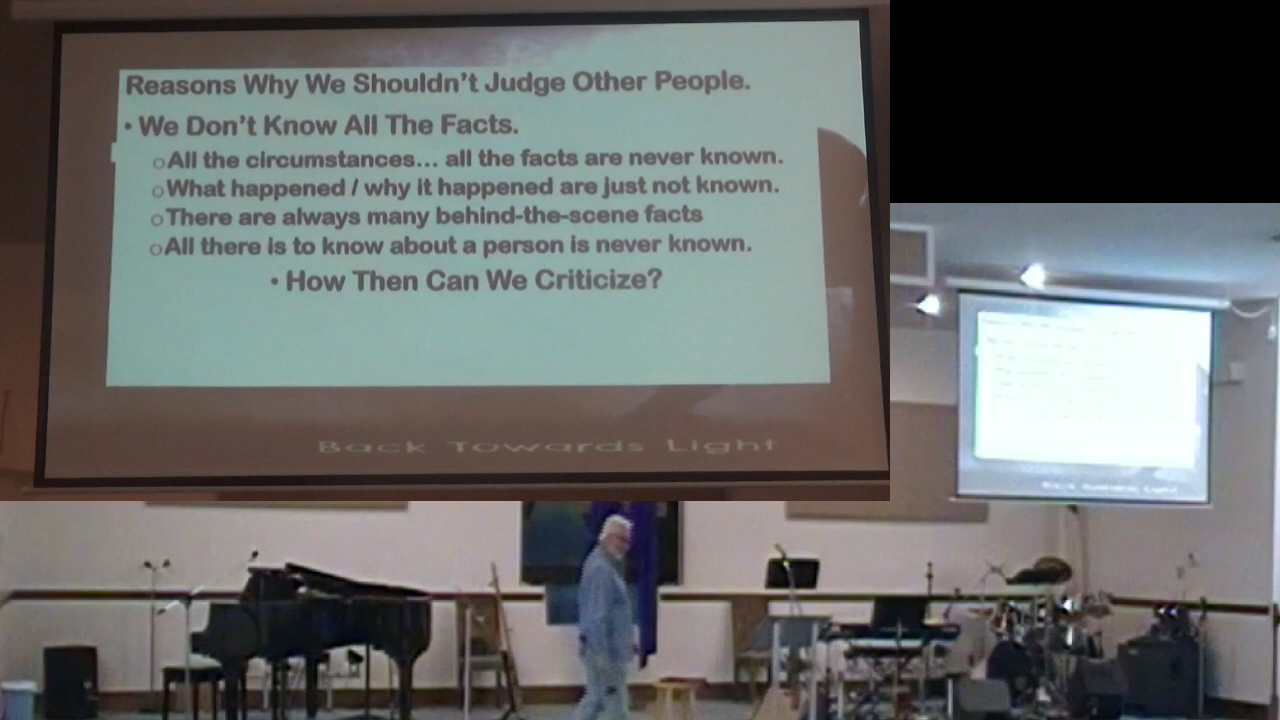 Reasons Why We Shouldn't Judge Other People.
• We Don't Know All The Facts.
○ All the circumstances... all the facts are never known.
○ What happened / why it happened are just not known.
○ There are always many behind-the-scene facts
○ All there is to know about a person is never known.
• How Then Can We Criticize?
Back Towards Light